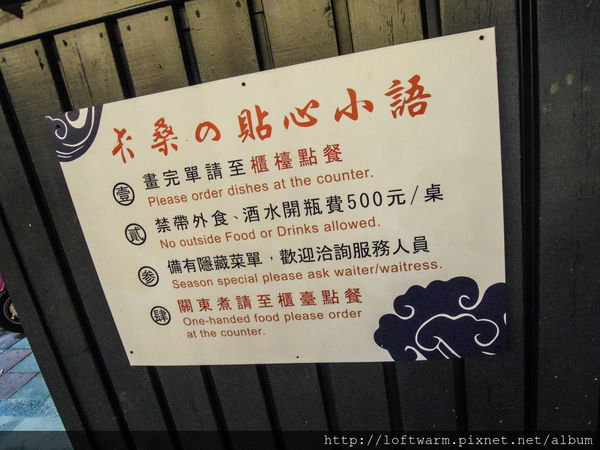 卡桑の貼心小語
壹 畫完單請至櫃檯點餐
Please order dishes at the counter.
貳 禁帶外食、酒水開瓶費500元/桌
No outside Food or Drinks allowed.
参 備有隱藏菜單，歡迎洽詢服務人員
Season special please ask waiter/waitress.
肆 關東煮請至櫃臺點餐
One-handed food please order
at the counter.
http://loftwarm.pixnet.net/album